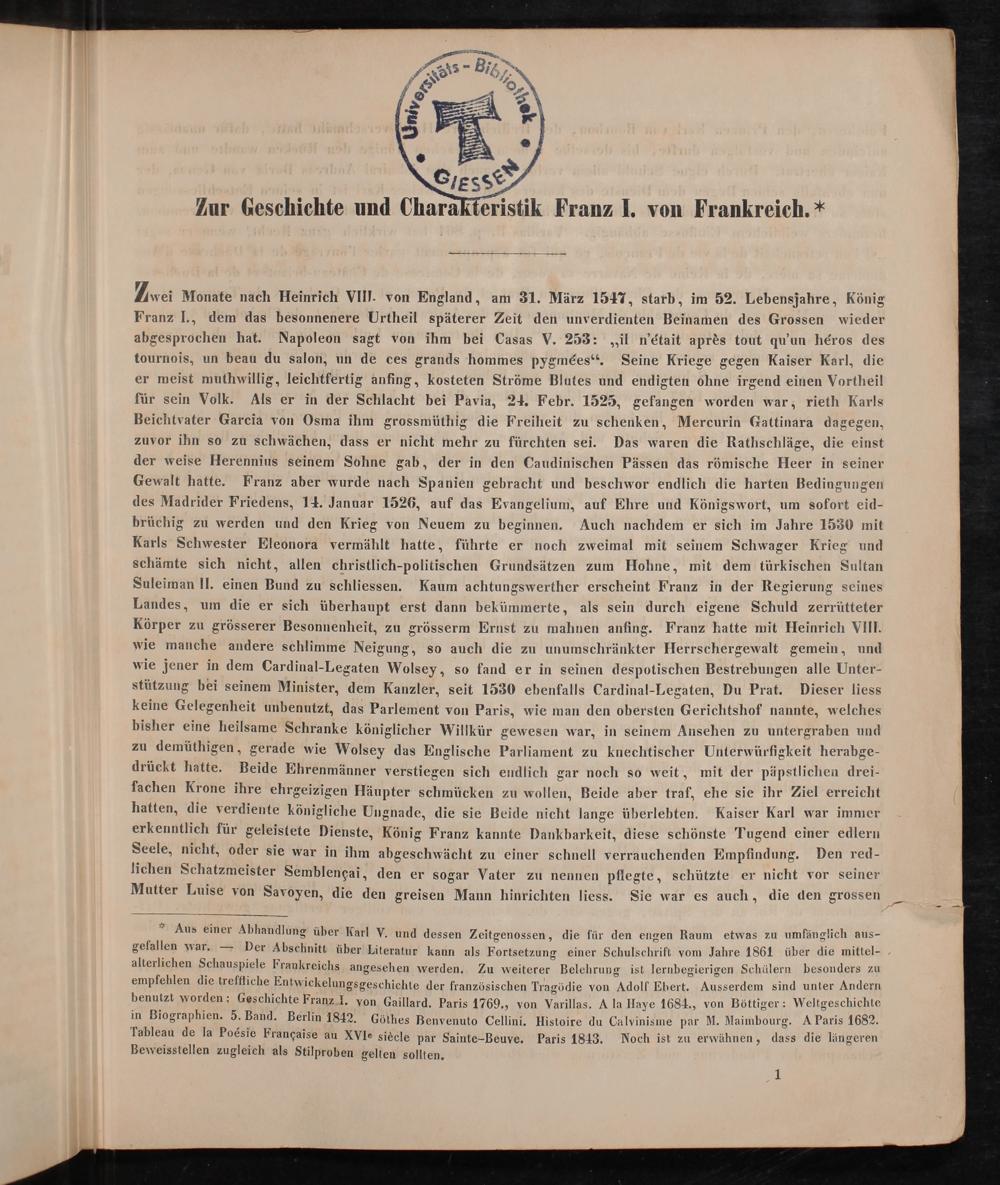 Universitäts-Bibliothek
GIESSEN
Zur Geschichte und Charakteristik Franz I. von Frankreich.*
Zwei Monate nach Heinrich VIII. von England, am 31. März 1547, starb, im 52. Lebensjahre, König
Franz I., dem das besonnenere Urtheil späterer Zeit den unverdienten Beinamen des Grossen wieder
abgesprochen hat. Napoleon sagt von ihm bei Casas V. 253: „il n'était après tout qu'un héros des
tournois, un beau du salon, un de ces grands hommes pygmées“. Seine Kriege gegen Kaiser Karl, die
er meist muthwillig, leichtfertig anfing, kosteten Ströme Blutes und endigten ohne irgend einen Vortheil
für sein Volk. Als er in der Schlacht bei Pavia, 24. Febr. 1525, gefangen worden war, rieth Karls
Beichtvater Garcia von Osma ihm grossmüthig die Freiheit zu schenken, Mercurin Gattinara dagegen,
zuvor ihn so zu schwächen, dass er nicht mehr zu fürchten sei. Das waren die Rathschläge, die einst
der weise Herennius seinem Sohne gab, der in den Caudinischen Pässen das römische Heer in seiner
Gewalt hatte. Franz aber wurde nach Spanien gebracht und beschwor endlich die harten Bedingungen
des Madrider Friedens, 14. Januar 1526, auf das Evangelium, auf Ehre und Königswort, um sofort eid-
brüchig zu werden und den Krieg von Neuem zu beginnen. Auch nachdem er sich im Jahre 1530 mit
Karls Schwester Eleonora vermählt hatte, führte er noch zweimal mit seinem Schwager Krieg und
schämte sich nicht, allen christlich-politischen Grundsätzen zum Hohne, mit dem türkischen Sultan
Suleiman II. einen Bund zu schliessen. Kaum achtungswerther erscheint Franz in der Regierung seines
Landes, um die er sich überhaupt erst dann bekümmerte, als sein durch eigene Schuld zerrütteter
Körper zu grösserer Besonnenheit, zu grösserm Ernst zu mahnen anfing. Franz hatte mit Heinrich VIII.
wie manche andere schlimme Neigung, so auch die zu unumschränkter Herrschergewalt gemein, und
wie jener in dem Cardinal-Legaten Wolsey, so fand er in seinen despotischen Bestrebungen alle Unter-
stützung bei seinem Minister, dem Kanzler, seit 1530 ebenfalls Cardinal-Legaten, Du Prat. Dieser liess
keine Gelegenheit unbenutzt, das Parlement von Paris, wie man den obersten Gerichtshof nannte, welches
bisher eine heilsame Schranke königlicher Willkür gewesen war, in seinem Ansehen zu untergraben und
zu demüthigen, gerade wie Wolsey das Englische Parliament zu knechtischer Unterwürfigkeit herabge-
drückt hatte. Beide Ehrenmänner verstiegen sich endlich gar noch so weit, mit der päpstlichen drei-
fachen Krone ihre ehrgeizigen Häupter schmücken zu wollen, Beide aber traf, ehe sie ihr Ziel erreicht
hatten, die verdiente königliche Ungnade, die sie Beide nicht lange überlebten. Kaiser Karl war immer
erkenntlich für geleistete Dienste, König Franz kannte Dankbarkeit, diese schönste Tugend einer edlern
Seele, nicht, oder sie war in ihm abgeschwächt zu einer schnell verrauchenden Empfindung. Den red-
lichen Schatzmeister Semblençai, den er sogar Vater zu nennen pflegte, schützte er nicht vor seiner
Mutter Luise von Savoyen, die den greisen Mann hinrichten liess. Sie war es auch, die den grossen
* Aus einer Abhandlung über Karl V. und dessen Zeitgenossen, die für den engen Raum etwas zu umfänglich aus-
gefallen war. — Der Abschnitt über Literatur kann als Fortsetzung einer Schulschrift vom Jahre 1861 über die mittel-
alterlichen Schauspiele Frankreichs angesehen werden. Zu weiterer Belehrung ist lernbegierigen Schülern besonders zu
empfehlen die treffliche Entwickelungsgeschichte der französischen Tragödie von Adolf Ebert. Ausserdem sind unter Andern
benutzt worden: Geschichte Franz I. von Gaillard. Paris 1769., von Varillas. A la Haye 1684., von Böttiger: Weltgeschichte
in Biographien. 5. Band. Berlin 1842. Göthes Benvenuto Cellini. Histoire du Calvinisme par M. Maimbourg. A Paris 1682.
Tableau de la Poésie Française au XVIe siècle par Sainte-Beuve. Paris 1843. Noch ist zu erwähnen, dass die längeren
Beweisstellen zugleich als Stilproben gelten sollten.
1